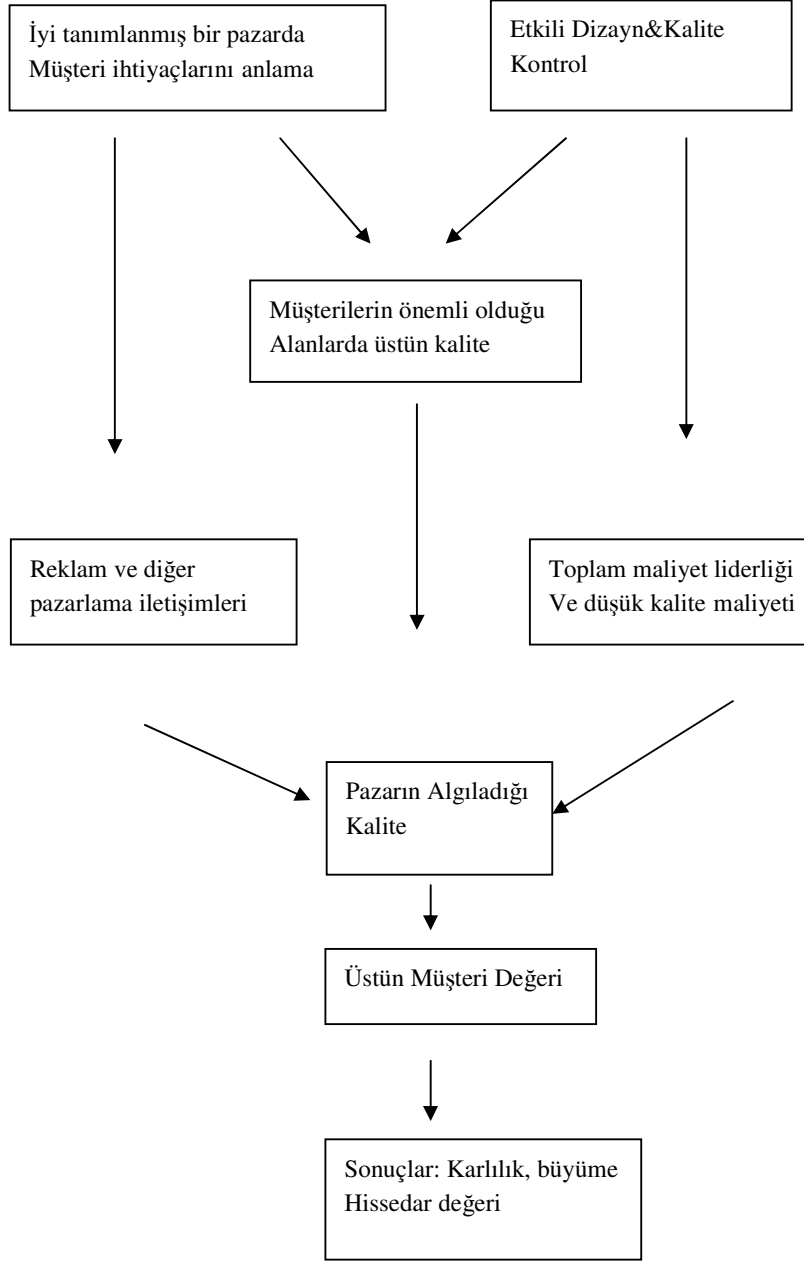 İyi tanımlanmış bir pazarda
Müşteri ihtiyaçlarını anlama
Etkili Dizayn&Kalite
Kontrol
Müşterilerin önemli olduğu
Alanlarda üstün kalite
Reklam ve diğer
pazarlama iletişimleri
Toplam maliyet liderliği
Ve düşük kalite maliyeti
Pazarın Algıladığı
Kalite
Üstün Müşteri Değeri
Sonuçlar: Karlılık, büyüme
Hissedar değeri